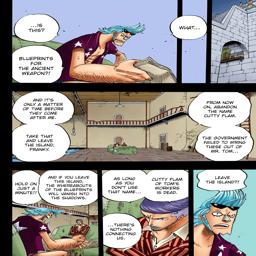 WHAT...
...IS
THIS?
BLUEPRINTS
FOR
THE ANCIENT
WEAPON?!
FROM NOW
ON, ABANDON
THE NAME
CUTTY FLAM.
THE GOVERNMENT
FAILED TO WRING
THESE OUT OF
MR. TOM...
AND IT'S
ONLY A
MATTER OF TIME
BEFORE THEY
COME AFTER ME.
TAKE THAT
AND LEAVE
THE ISLAND,
FRANKY.
LEAVE
THE ISLAND?!
CUTTY FLAM,
OF TOM'S
WORKERS
IS DEAD.
AS LONG
AS YOU
DON'T USE
THAT NAME...
...THERE'S
NOTHING
CONNECTING
US.
AND IF YOU LEAVE
THIS ISLAND,
THE WHEREABOUTS
OF THE BLUEPRINTS
WILL VANISH INTO
THE SHADOWS.
HOLD ON
JUST A
MINUTE!!